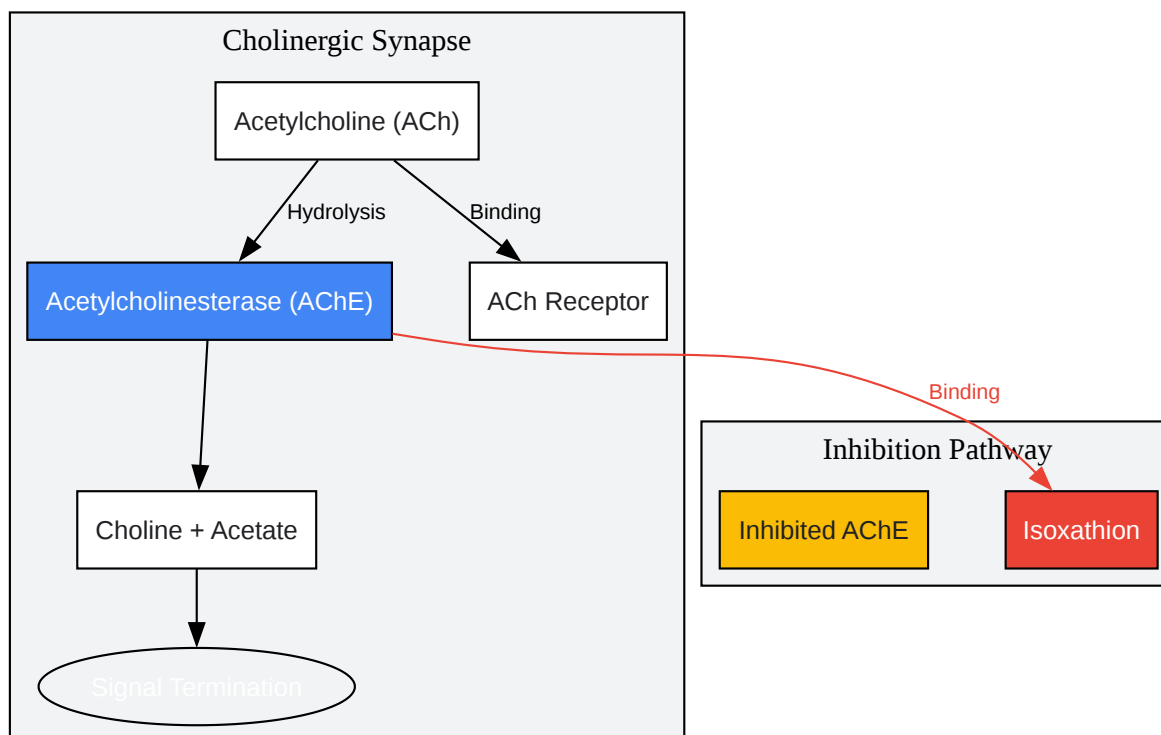 Cholinergic Synapse
Acetylcholine (ACh)
Hydrolysis
Binding
Acetylcholinesterase (AChE)
ACh Receptor
Binding
Inhibition Pathway
Choline + Acetate
Inhibited AChE
Isoxathion
Signal Termination